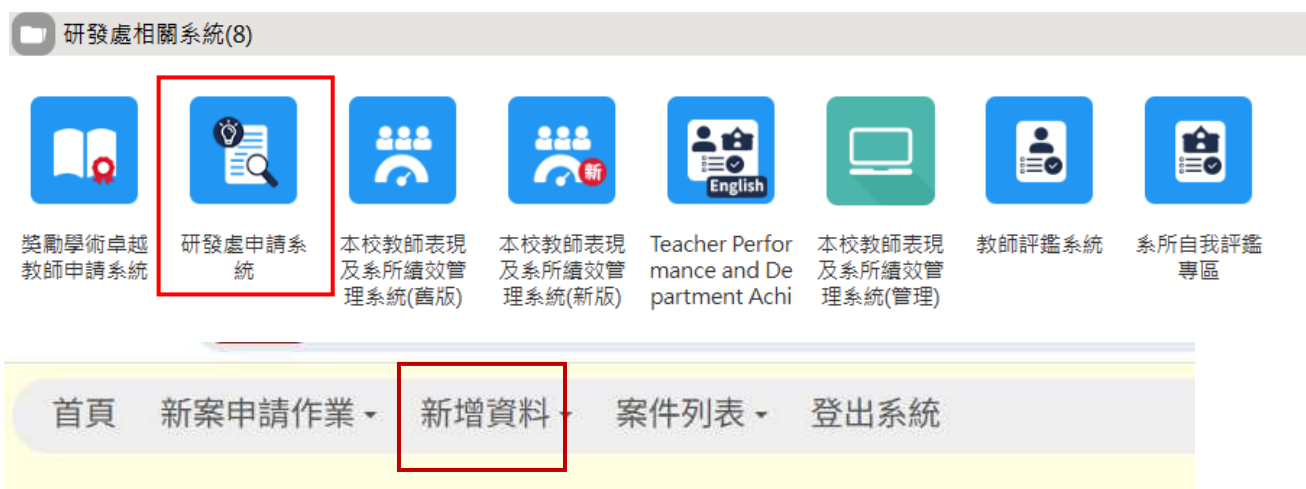 研發處相關系統(8)
新
English
獎勵學術卓越
教師申請系統
研發處申請系
統
本校教師表現
及系所績效管
理系統(舊版)
本校教師表現
及系所績效管
理系統(新版)
Teacher Perfor
mance and De
partment Achi
本校教師表現
及系所績效管
理系統(管理)
教師評鑑系統
系所自我評鑑
專區
首頁 新案申請作業 新增資料 案件列表 登出系統